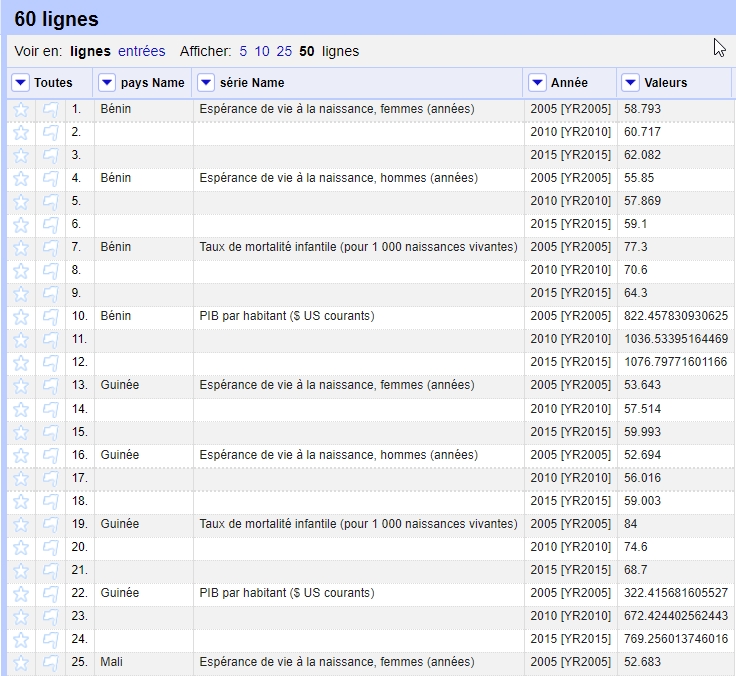 60 lignes
Voir en: lignes entrées Afficher: 5 10 25 50 lignes
Toutes pays Name série Name Année Valeurs
1. Bénin Espérance de vie à la naissance, femmes (années) 2005 [YR2005] 58.793
2. 2010 [YR2010] 60.717
3. 2015 [YR2015] 62.082
4. Bénin Espérance de vie à la naissance, hommes (années) 2005 [YR2005] 55.85
5. 2010 [YR2010] 57.869
6. 2015 [YR2015] 59.1
7. Bénin Taux de mortalité infantile (pour 1 000 naissances vivantes) 2005 [YR2005] 77.3
8. 2010 [YR2010] 70.6
9. 2015 [YR2015] 64.3
10. Bénin PIB par habitant ($ US courants) 2005 [YR2005] 822.457830930625
11. 2010 [YR2010] 1036.53395164469
12. 2015 [YR2015] 1076.79771601166
13. Guinée Espérance de vie à la naissance, femmes (années) 2005 [YR2005] 53.643
14. 2010 [YR2010] 57.514
15. 2015 [YR2015] 59.993
16. Guinée Espérance de vie à la naissance, hommes (années) 2005 [YR2005] 52.694
17. 2010 [YR2010] 56.016
18. 2015 [YR2015] 59.003
19. Guinée Taux de mortalité infantile (pour 1 000 naissances vivantes) 2005 [YR2005] 84
20. 2010 [YR2010] 74.6
21. 2015 [YR2015] 68.7
22. Guinée PIB par habitant ($ US courants) 2005 [YR2005] 322.415681605527
23. 2010 [YR2010] 672.424402562443
24. 2015 [YR2015] 769.256013746016
25. Mali Espérance de vie à la naissance, femmes (années) 2005 [YR2005] 52.683